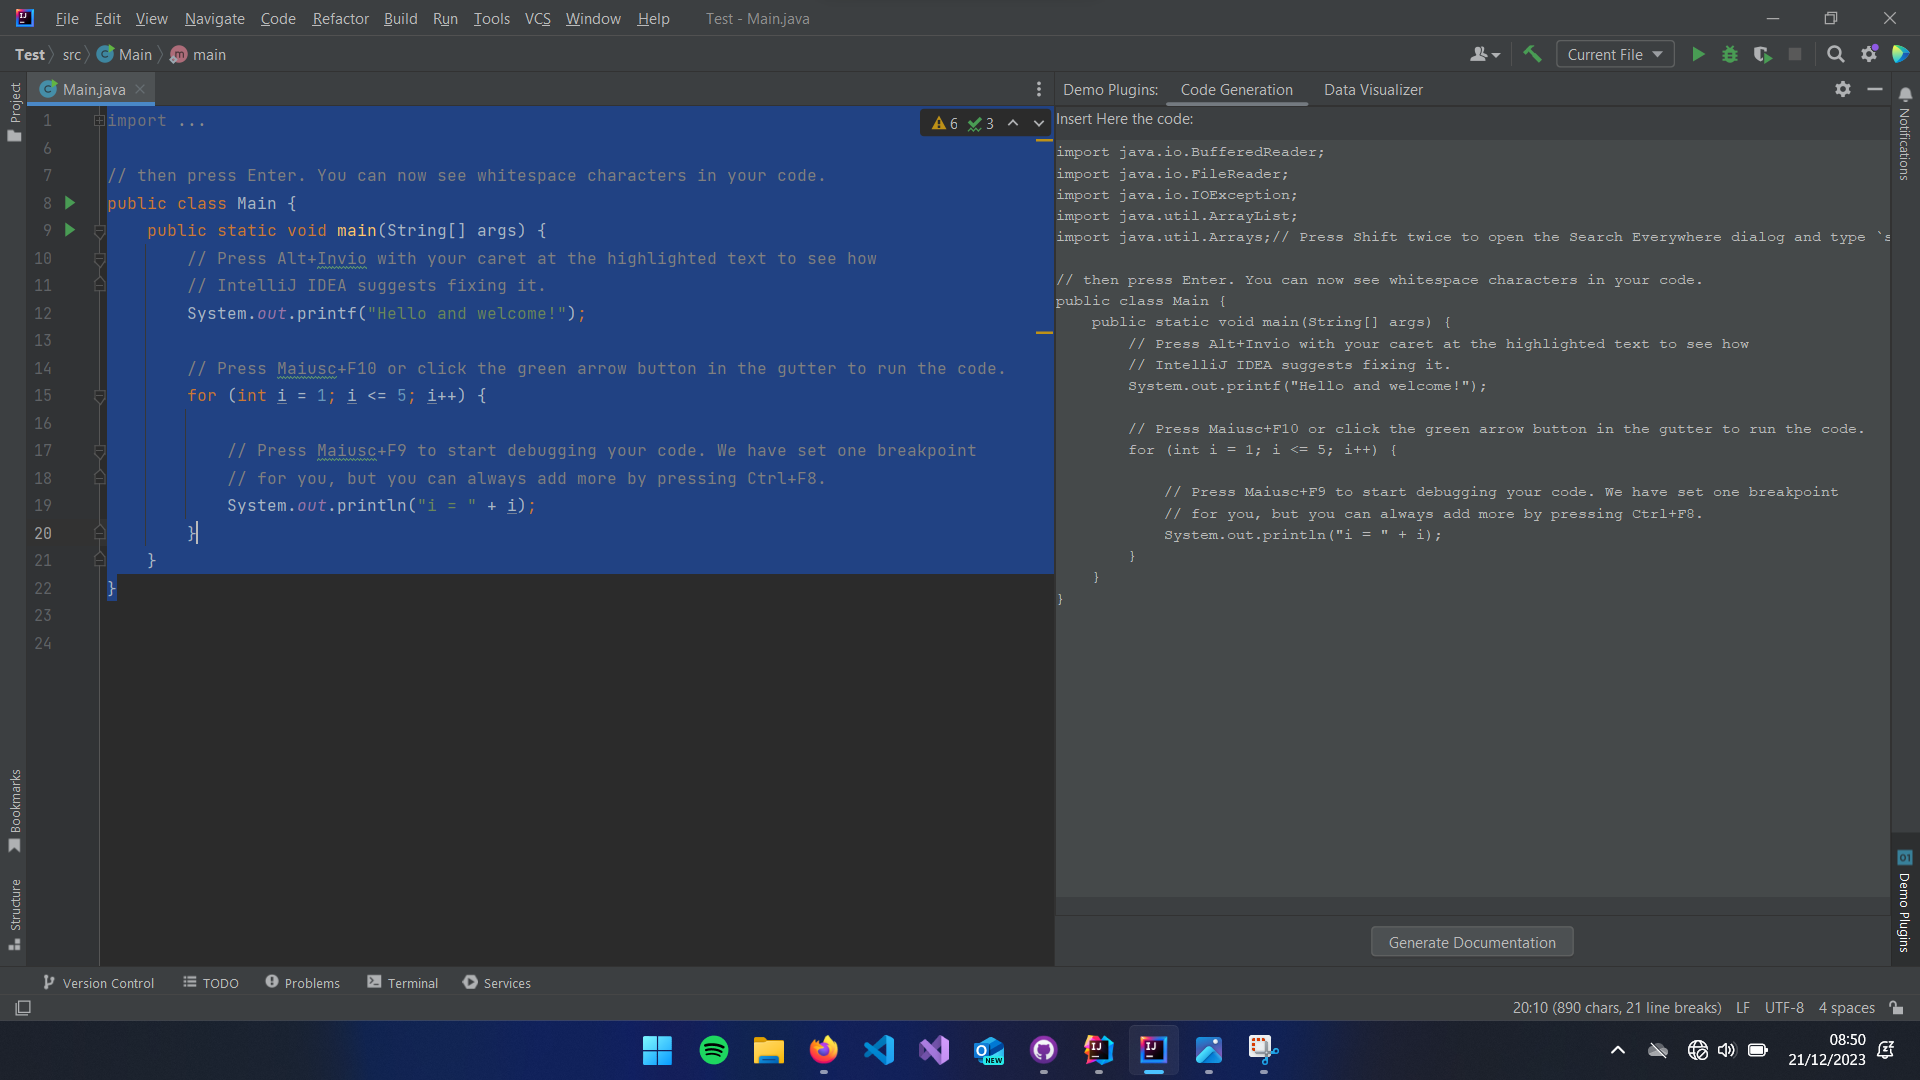 File Edit View Navigate Code Refactor Build Run Tools VCS Window Help Test - Main.java
Test src Main main Current File
Project
Main.java
1 import ...
6
7 // then press Enter. You can now see whitespace characters in your code.
8 public class Main {
9 public static void main(String[] args) {
10 // Press Alt+Invio with your caret at the highlighted text to see how
11 // IntelliJ IDEA suggests fixing it.
12 System.out.printf("Hello and welcome!");
13
14 // Press Maiusc+F10 or click the green arrow button in the gutter to run the code.
15 for (int i = 1; i <= 5; i++) {
16
17 // Press Maiusc+F9 to start debugging your code. We have set one breakpoint
18 // for you, but you can always add more by pressing Ctrl+F8.
19 System.out.println("i = " + i);
20 }
21 }
22 }
23
24
6 3
Demo Plugins: Code Generation Data Visualizer
Insert Here the code:
import java.io.BufferedReader;
import java.io.FileReader;
import java.io.IOException;
import java.util.ArrayList;
import java.util.Arrays;// Press Shift twice to open the Search Everywhere dialog and type `s
// then press Enter. You can now see whitespace characters in your code.
public class Main {
public static void main(String[] args) {
// Press Alt+Invio with your caret at the highlighted text to see how
// IntelliJ IDEA suggests fixing it.
System.out.printf("Hello and welcome!");
// Press Maiusc+F10 or click the green arrow button in the gutter to run the code.
for (int i = 1; i <= 5; i++) {
// Press Maiusc+F9 to start debugging your code. We have set one breakpoint
// for you, but you can always add more by pressing Ctrl+F8.
System.out.println("i = " + i);
}
}
}
Generate Documentation
Notifications
Demo Plugins
Bookmarks
Structure
Version Control TODO Problems Terminal Services
20:10 (890 chars, 21 line breaks) LF UTF-8 4 spaces
08:50
21/12/2023